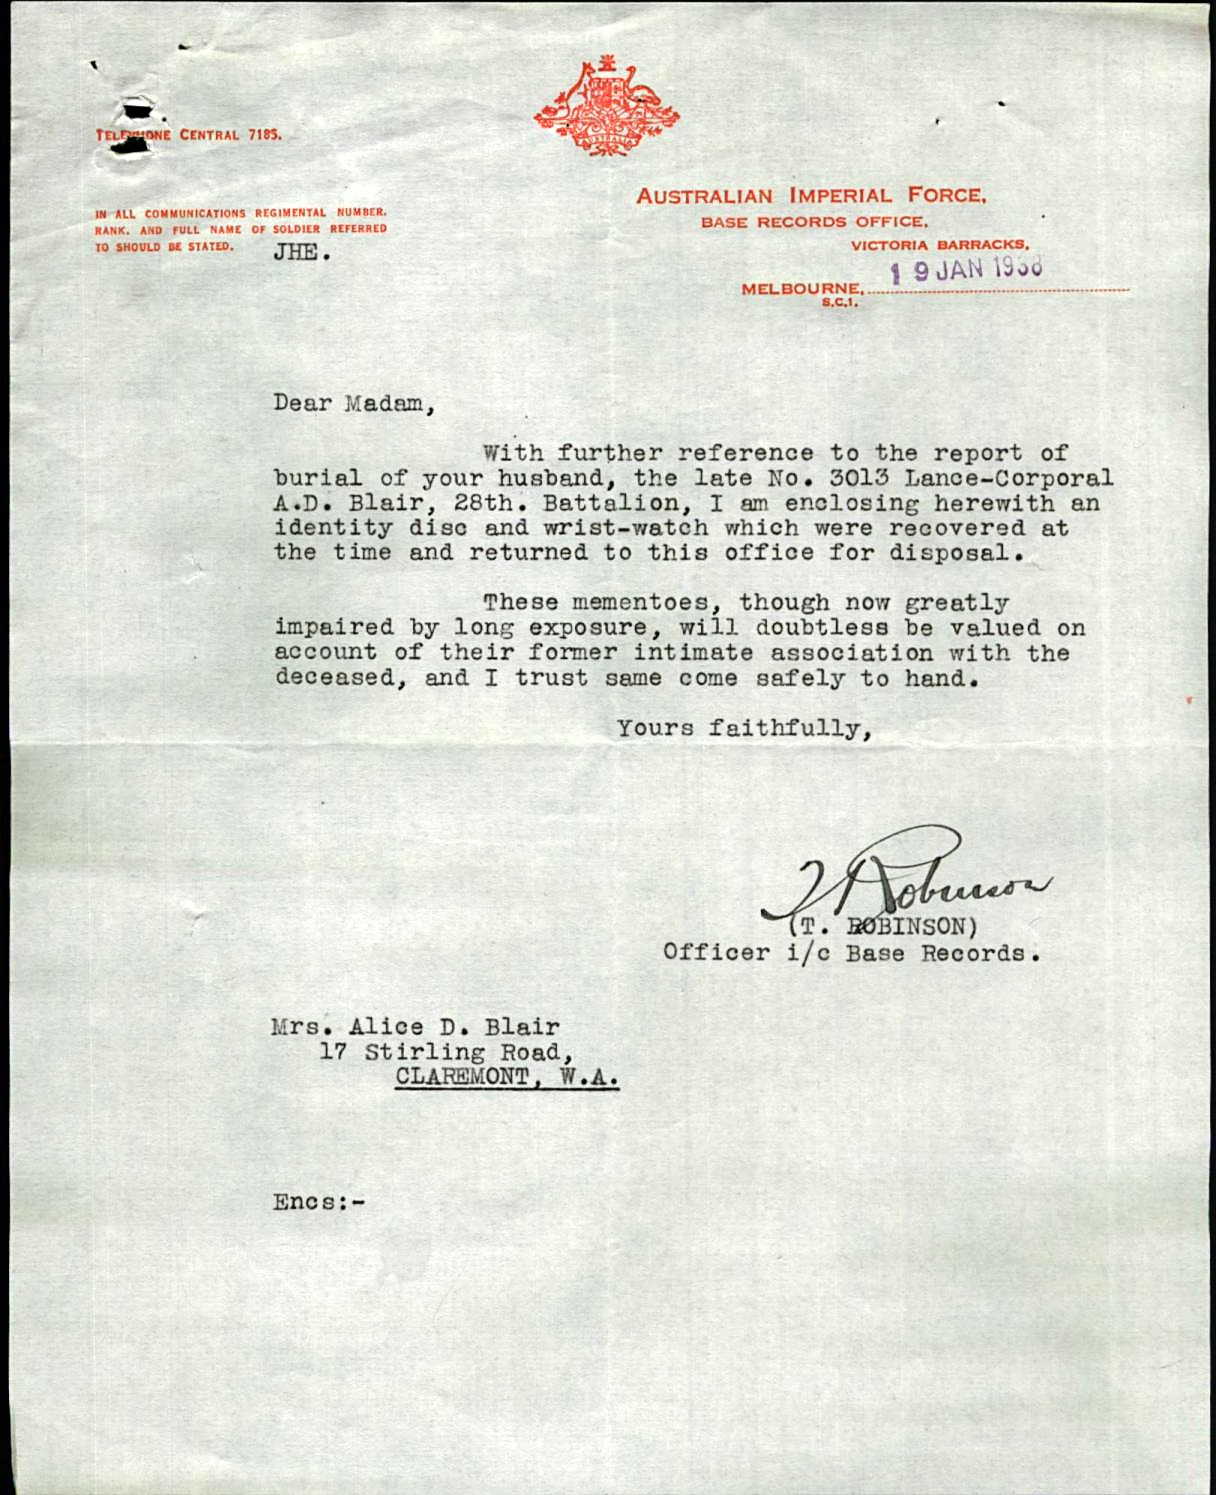 TELEPHONE CENTRAL 7185.
AUSTRALIA
IN ALL COMMUNICATIONS REGIMENTAL NUMBER,
RANK, AND FULL NAME OF SOLDIER REFERRED
TO SHOULD BE STATED.
JHE.
AUSTRALIAN IMPERIAL FORCE,
BASE RECORDS OFFICE,
VICTORIA BARRACKS,
19 JAN 1938
MELBOURNE,
S.C.1.
Dear Madam,
With further reference to the report of
burial of your husband, the late No. 3013 Lance-Corporal
A.D. Blair, 28th. Battalion, I am enclosing herewith an
identity disc and wrist-watch which were recovered at
the time and returned to this office for disposal.
These mementoes, though now greatly
impaired by long exposure, will doubtless be valued on
account of their former intimate association with the
deceased, and I trust same come safely to hand.
Yours faithfully,
T Robinson
(T. ROBINSON)
Officer i/c Base Records.
Mrs. Alice D. Blair
17 Stirling Road,
CLAREMONT, W.A.
Encs:-